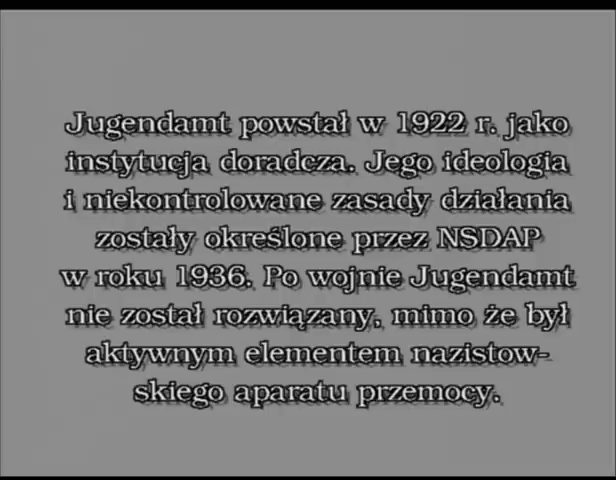 Jugendamt powstał w 1922 r. jako
instytucja doradcza. Jego ideologia
i niekontrolowane zasady działania
zostały określone przez NSDAP
w roku 1936. Po wojnie Jugendamt
nie został rozwiązany, mimo że był
aktywnym elementem nazistow-
skiego aparatu przemocy.